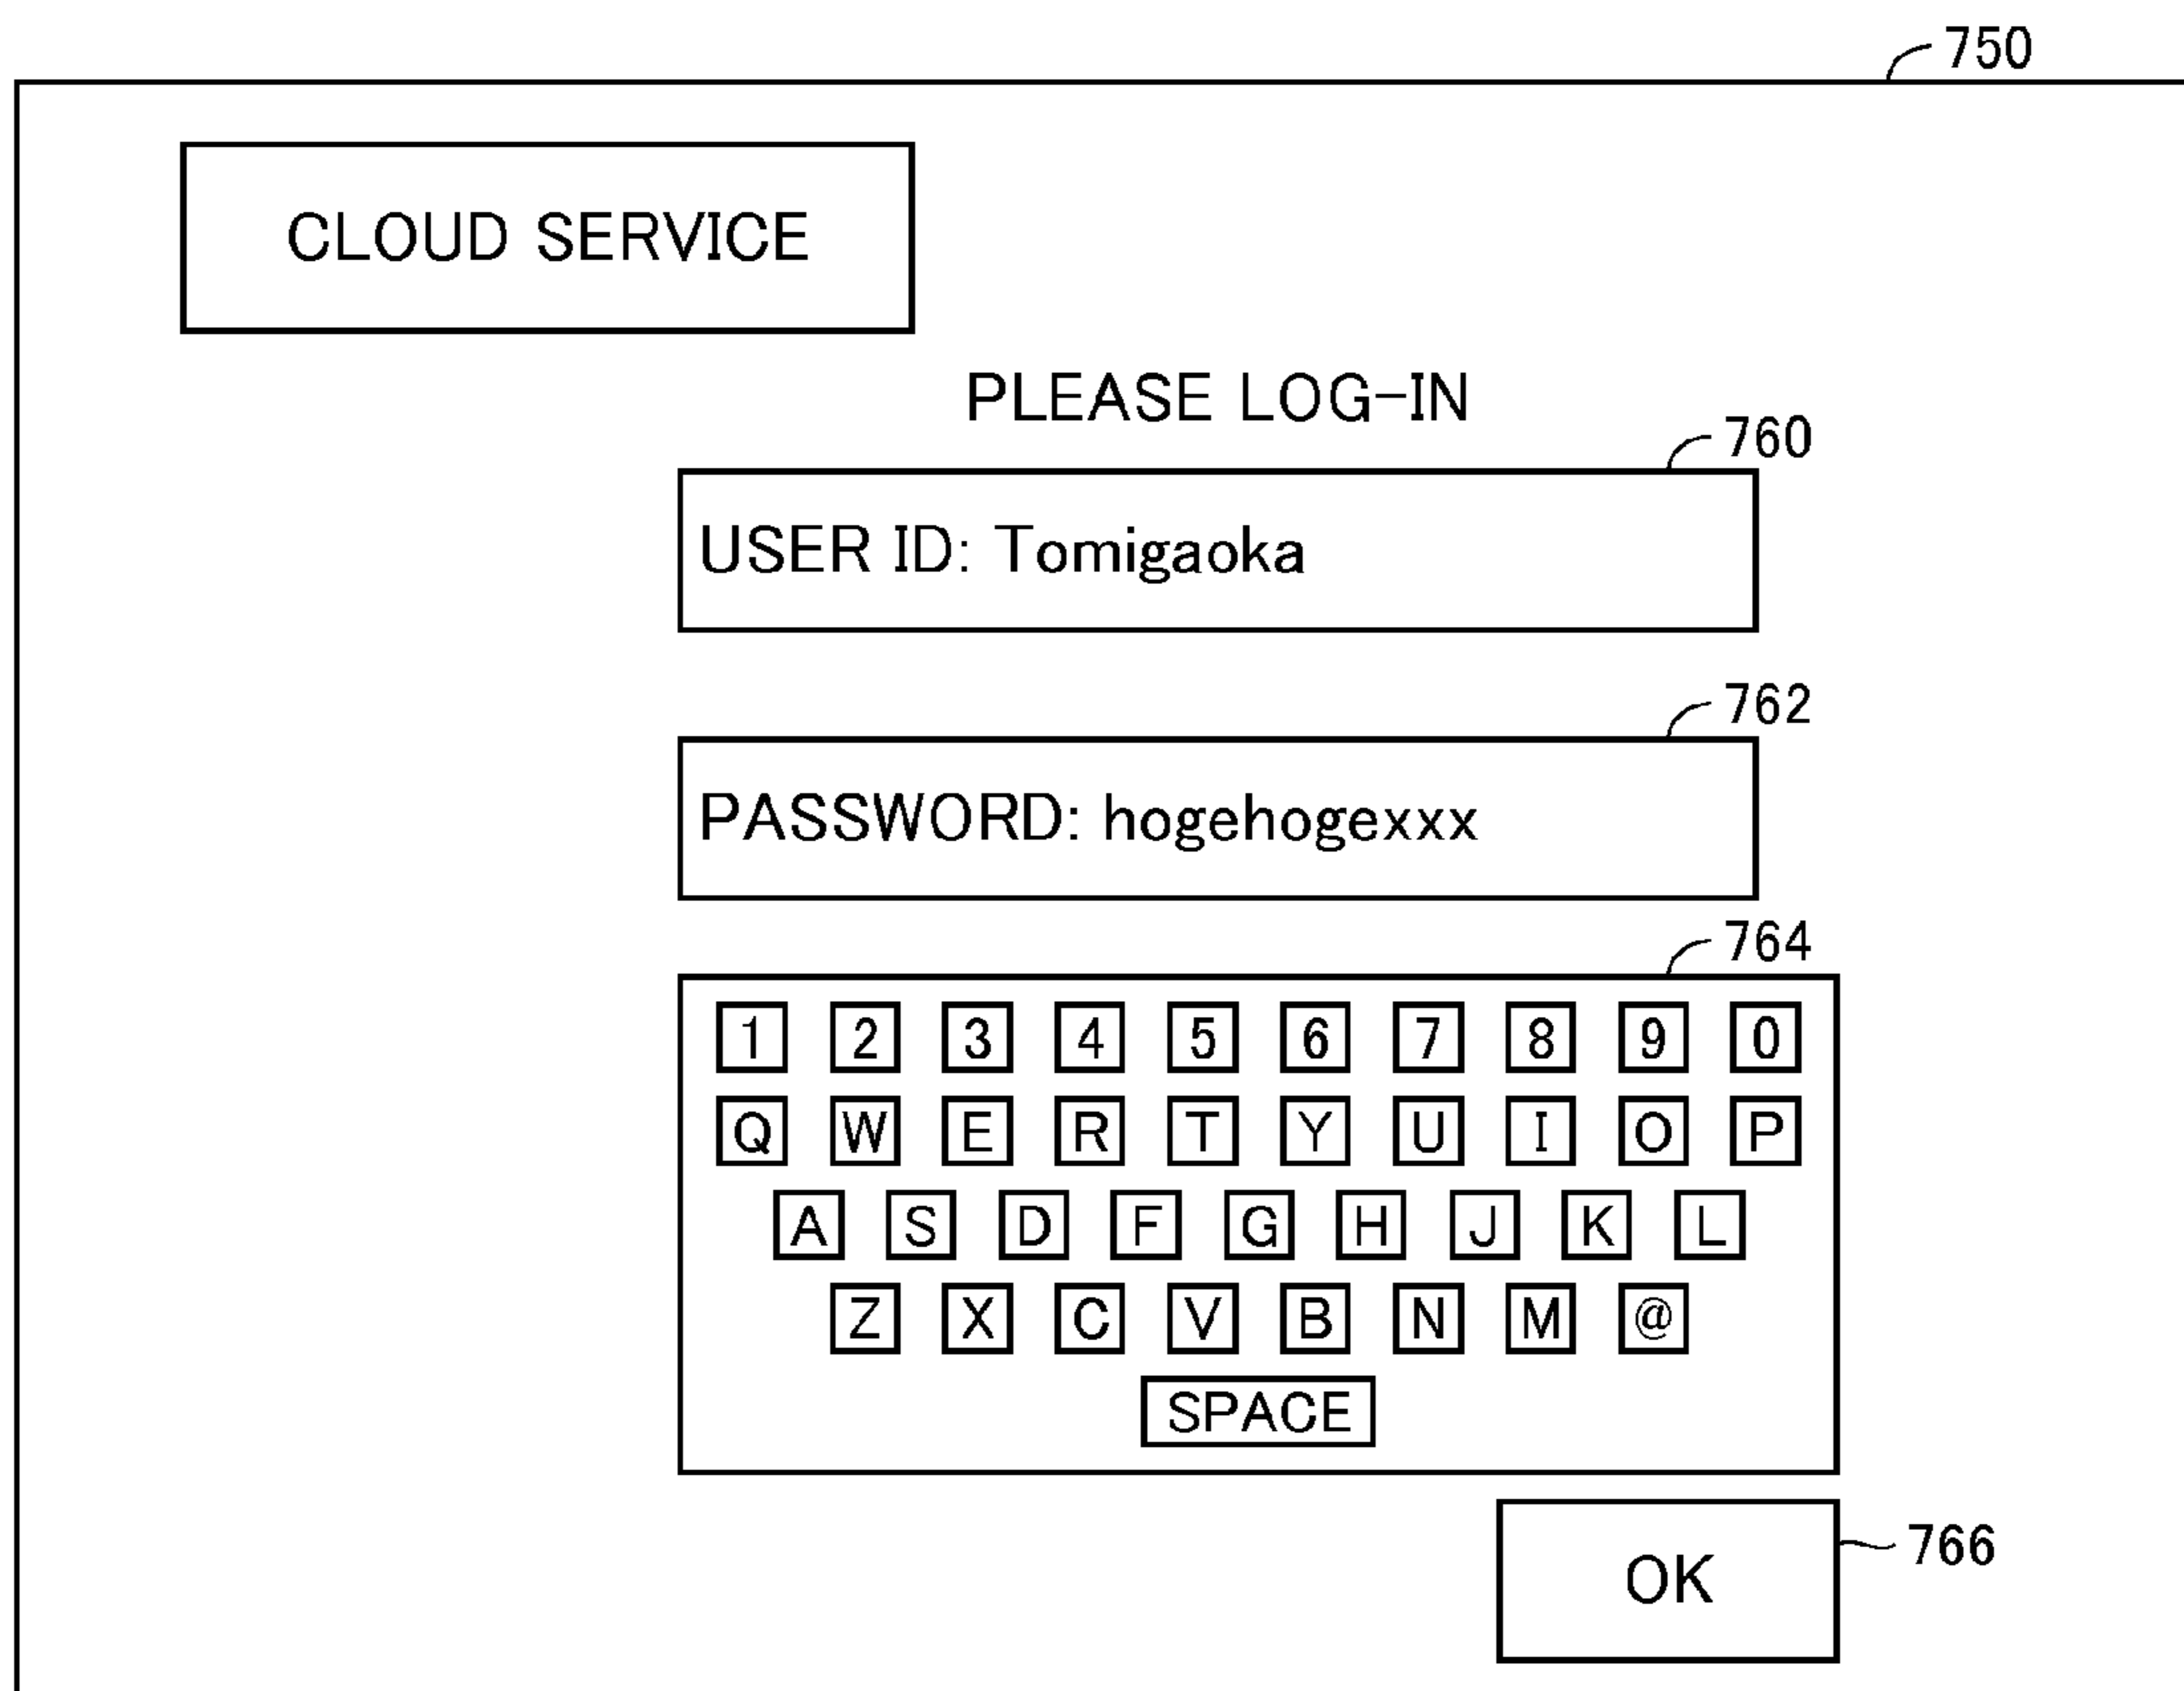 750
CLOUD SERVICE
PLEASE LOG-IN
760
USER ID: Tomigaoka
762
PASSWORD: hogehogexxx
764
1 2 3 4 5 6 7 8 9 0
Q W E R T Y U I O P
A S D F G H J K L
Z X C V B N M @
SPACE
OK 766